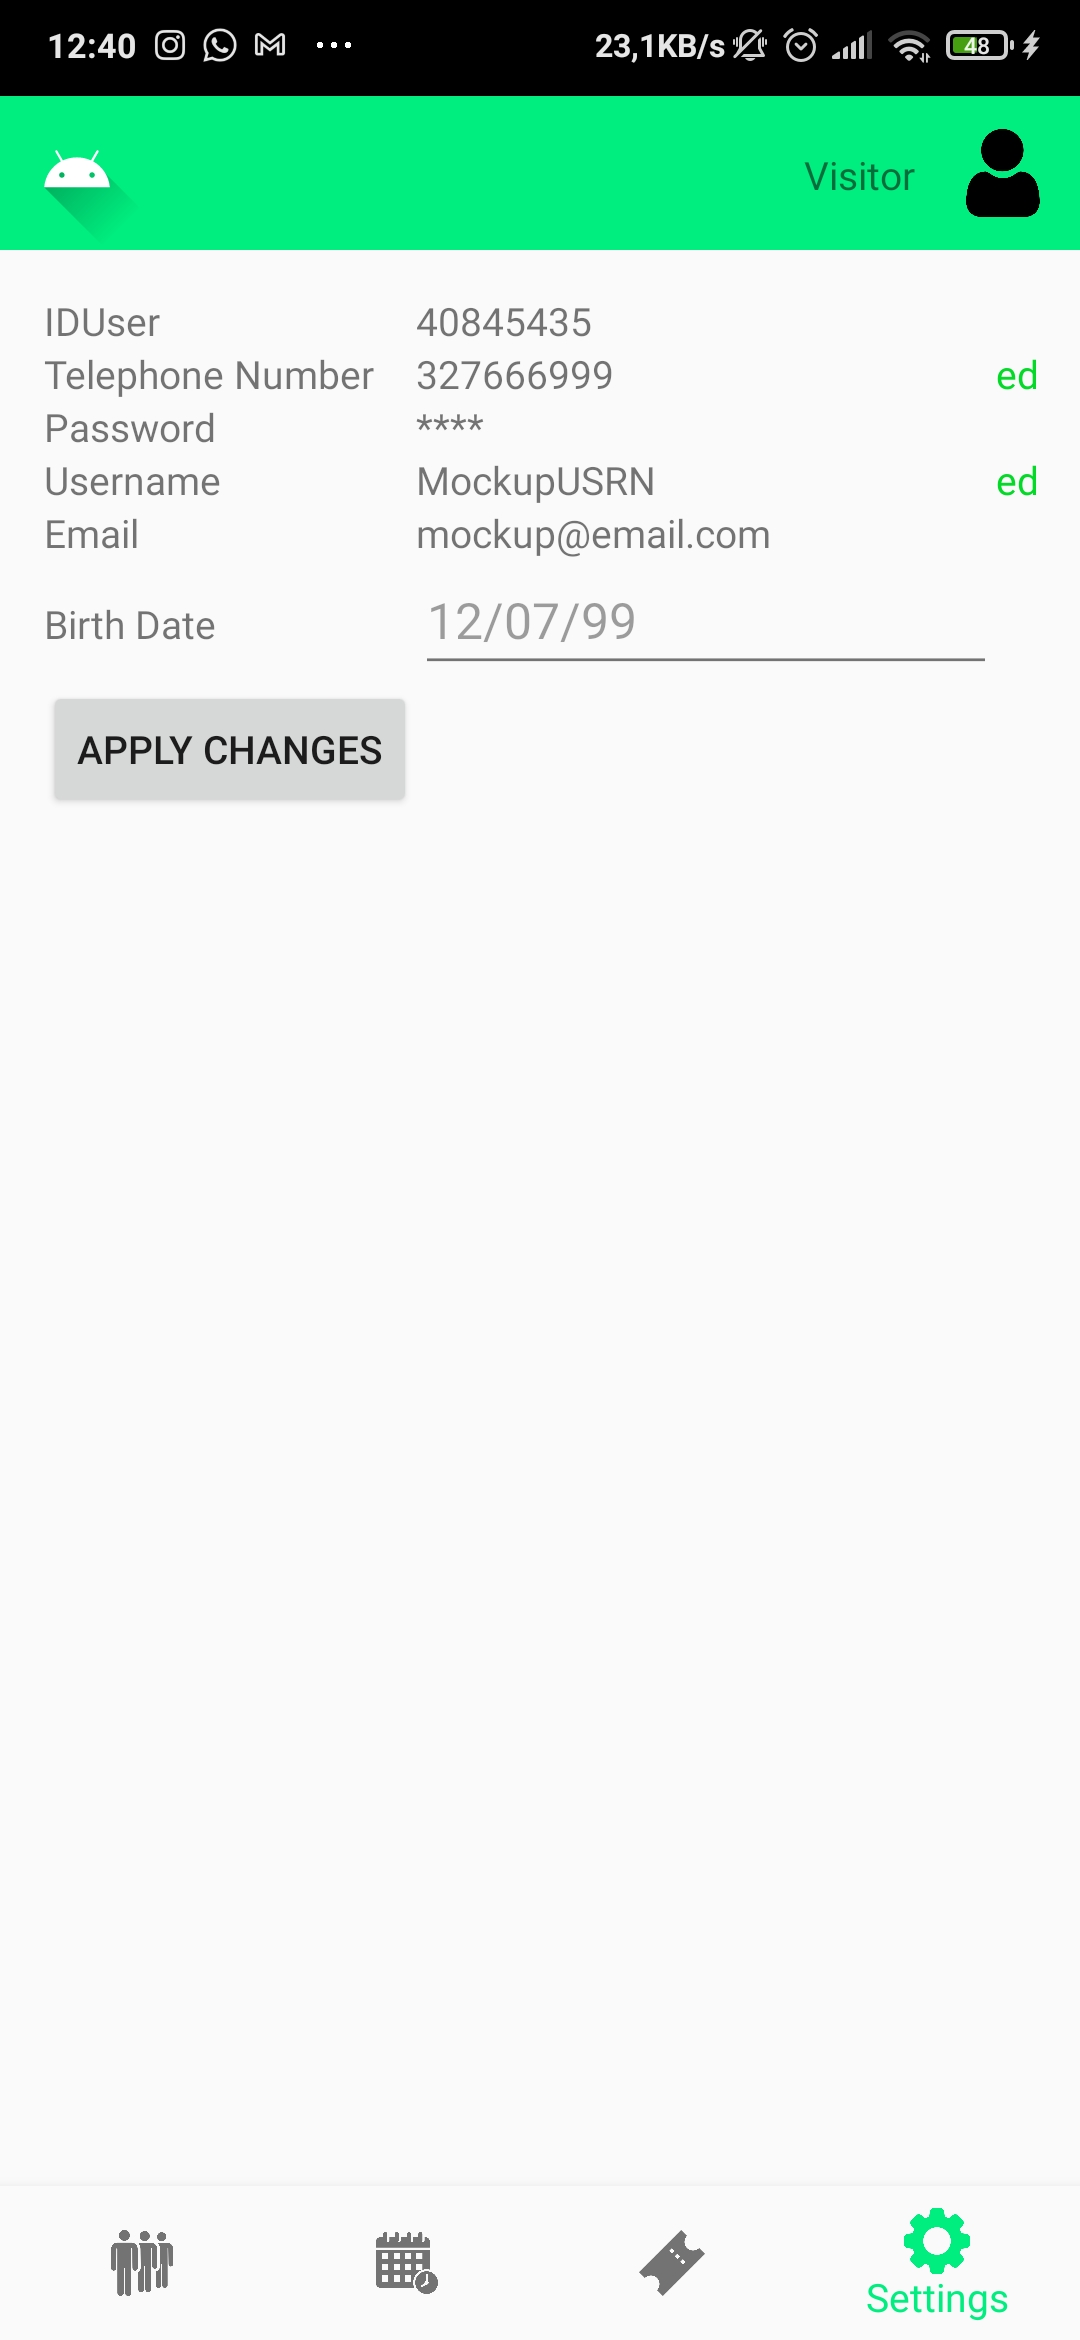 12:40 23,1KB/s 48
Visitor
IDUser 40845435
Telephone Number 327666999 ed
Password ****
Username MockupUSRN ed
Email mockup@email.com
Birth Date 12/07/99
APPLY CHANGES
Settings